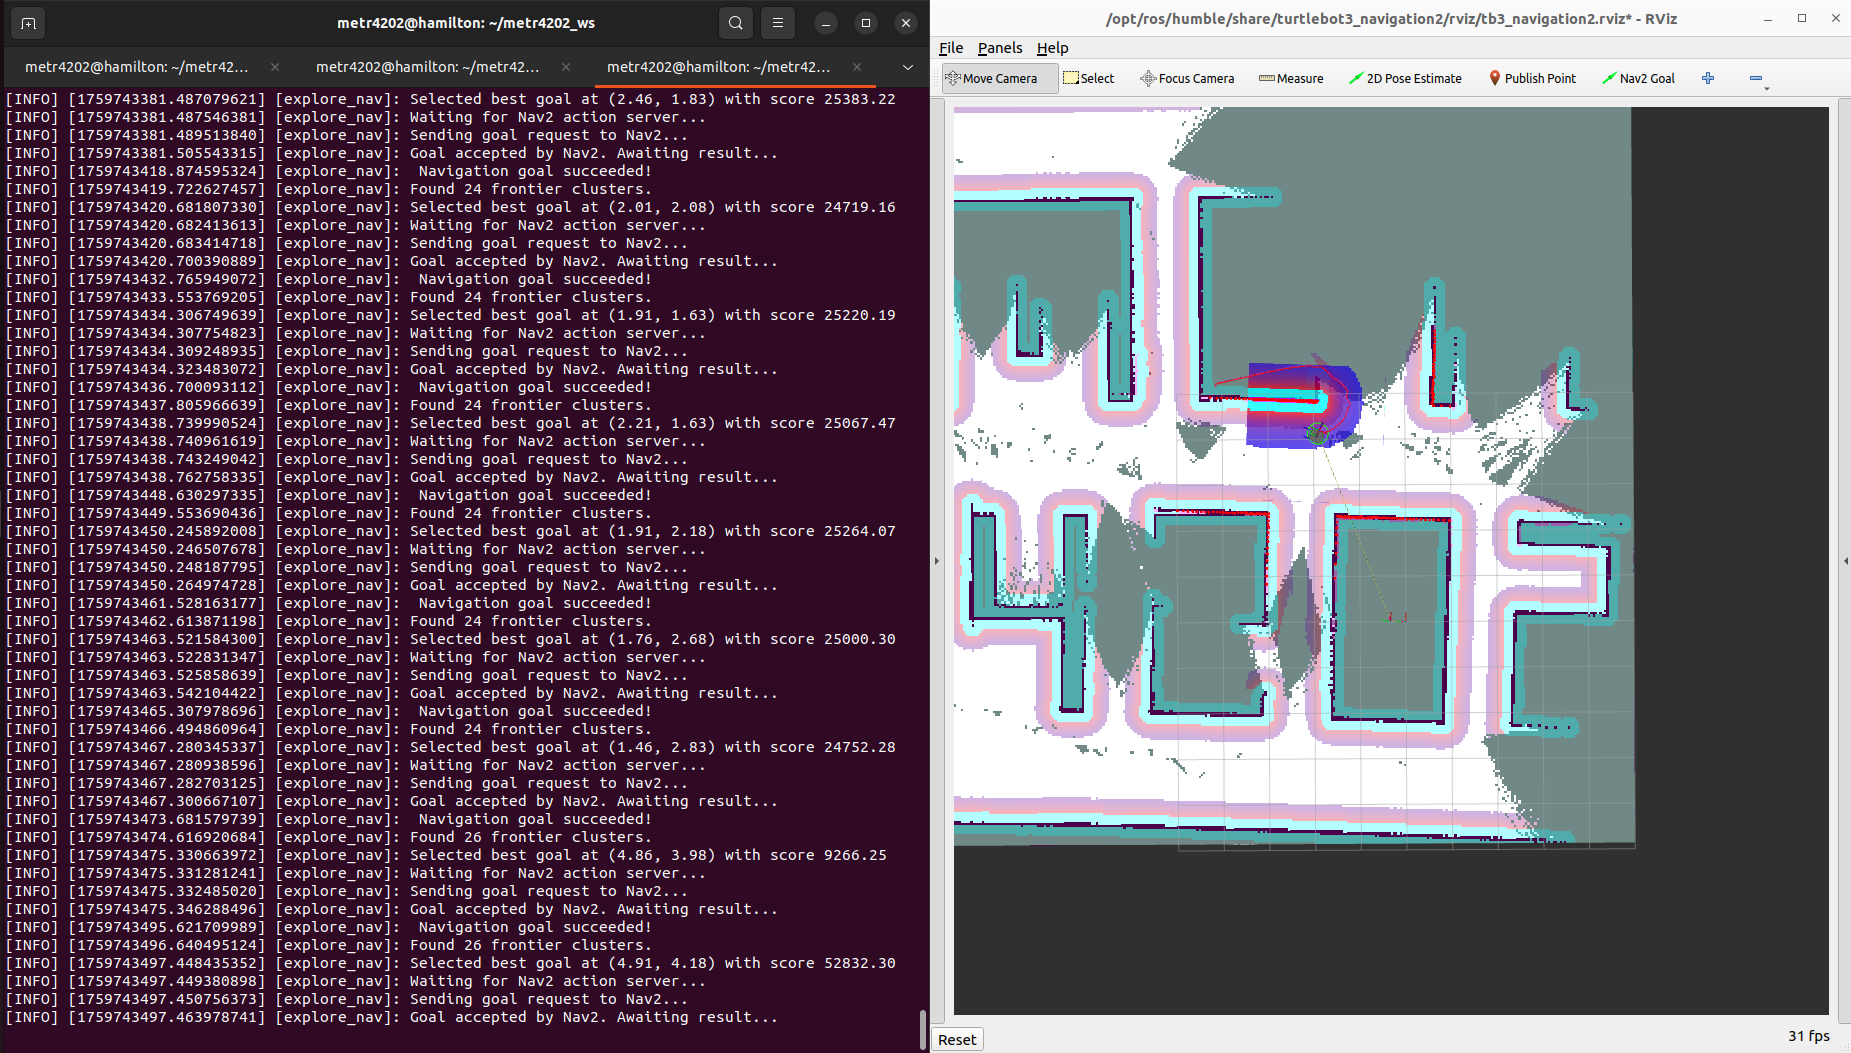 metr4202@hamilton: ~/metr4202_ws
metr4202@hamilton: ~/metr42... × metr4202@hamilton: ~/metr42... × metr4202@hamilton: ~/metr42... ×
[INFO] [1759743381.487079621] [explore_nav]: Selected best goal at (2.46, 1.83) with score 25383.22
[INFO] [1759743381.487546381] [explore_nav]: Waiting for Nav2 action server...
[INFO] [1759743381.489513840] [explore_nav]: Sending goal request to Nav2...
[INFO] [1759743381.505543315] [explore_nav]: Goal accepted by Nav2. Awaiting result...
[INFO] [1759743418.874595324] [explore_nav]:  Navigation goal succeeded!
[INFO] [1759743419.722627457] [explore_nav]: Found 24 frontier clusters.
[INFO] [1759743420.681807330] [explore_nav]: Selected best goal at (2.01, 2.08) with score 24719.16
[INFO] [1759743420.682413613] [explore_nav]: Waiting for Nav2 action server...
[INFO] [1759743420.683414718] [explore_nav]: Sending goal request to Nav2...
[INFO] [1759743420.700390889] [explore_nav]: Goal accepted by Nav2. Awaiting result...
[INFO] [1759743432.765949072] [explore_nav]:  Navigation goal succeeded!
[INFO] [1759743433.553769205] [explore_nav]: Found 24 frontier clusters.
[INFO] [1759743434.306749639] [explore_nav]: Selected best goal at (1.91, 1.63) with score 25220.19
[INFO] [1759743434.307754823] [explore_nav]: Waiting for Nav2 action server...
[INFO] [1759743434.309248935] [explore_nav]: Sending goal request to Nav2...
[INFO] [1759743434.323483072] [explore_nav]: Goal accepted by Nav2. Awaiting result...
[INFO] [1759743436.700093112] [explore_nav]:  Navigation goal succeeded!
[INFO] [1759743437.805966639] [explore_nav]: Found 24 frontier clusters.
[INFO] [1759743438.739990524] [explore_nav]: Selected best goal at (2.21, 1.63) with score 25067.47
[INFO] [1759743438.740961619] [explore_nav]: Waiting for Nav2 action server...
[INFO] [1759743438.743249042] [explore_nav]: Sending goal request to Nav2...
[INFO] [1759743438.762758335] [explore_nav]: Goal accepted by Nav2. Awaiting result...
[INFO] [1759743448.630297335] [explore_nav]:  Navigation goal succeeded!
[INFO] [1759743449.553690436] [explore_nav]: Found 24 frontier clusters.
[INFO] [1759743450.245892008] [explore_nav]: Selected best goal at (1.91, 2.18) with score 25264.07
[INFO] [1759743450.246507678] [explore_nav]: Waiting for Nav2 action server...
[INFO] [1759743450.248187795] [explore_nav]: Sending goal request to Nav2...
[INFO] [1759743450.264974728] [explore_nav]: Goal accepted by Nav2. Awaiting result...
[INFO] [1759743461.528163177] [explore_nav]:  Navigation goal succeeded!
[INFO] [1759743462.613871198] [explore_nav]: Found 24 frontier clusters.
[INFO] [1759743463.521584300] [explore_nav]: Selected best goal at (1.76, 2.68) with score 25000.30
[INFO] [1759743463.522831347] [explore_nav]: Waiting for Nav2 action server...
[INFO] [1759743463.525858639] [explore_nav]: Sending goal request to Nav2...
[INFO] [1759743463.542104422] [explore_nav]: Goal accepted by Nav2. Awaiting result...
[INFO] [1759743465.307978696] [explore_nav]:  Navigation goal succeeded!
[INFO] [1759743466.494860964] [explore_nav]: Found 24 frontier clusters.
[INFO] [1759743467.280345337] [explore_nav]: Selected best goal at (1.46, 2.83) with score 24752.28
[INFO] [1759743467.280938596] [explore_nav]: Waiting for Nav2 action server...
[INFO] [1759743467.282703125] [explore_nav]: Sending goal request to Nav2...
[INFO] [1759743467.300667107] [explore_nav]: Goal accepted by Nav2. Awaiting result...
[INFO] [1759743473.681579739] [explore_nav]:  Navigation goal succeeded!
[INFO] [1759743474.616920684] [explore_nav]: Found 26 frontier clusters.
[INFO] [1759743475.330663972] [explore_nav]: Selected best goal at (4.86, 3.98) with score 9266.25
[INFO] [1759743475.331281241] [explore_nav]: Waiting for Nav2 action server...
[INFO] [1759743475.332485020] [explore_nav]: Sending goal request to Nav2...
[INFO] [1759743475.346288496] [explore_nav]: Goal accepted by Nav2. Awaiting result...
[INFO] [1759743495.621709989] [explore_nav]:  Navigation goal succeeded!
[INFO] [1759743496.640495124] [explore_nav]: Found 26 frontier clusters.
[INFO] [1759743497.448435352] [explore_nav]: Selected best goal at (4.91, 4.18) with score 52832.30
[INFO] [1759743497.449380898] [explore_nav]: Waiting for Nav2 action server...
[INFO] [1759743497.450756373] [explore_nav]: Sending goal request to Nav2...
[INFO] [1759743497.463978741] [explore_nav]: Goal accepted by Nav2. Awaiting result...
/opt/ros/humble/share/turtlebot3_navigation2/rviz/tb3_navigation2.rviz* - RViz
File Panels Help
Move Camera Select Focus Camera Measure 2D Pose Estimate Publish Point Nav2 Goal
Reset 31 fps